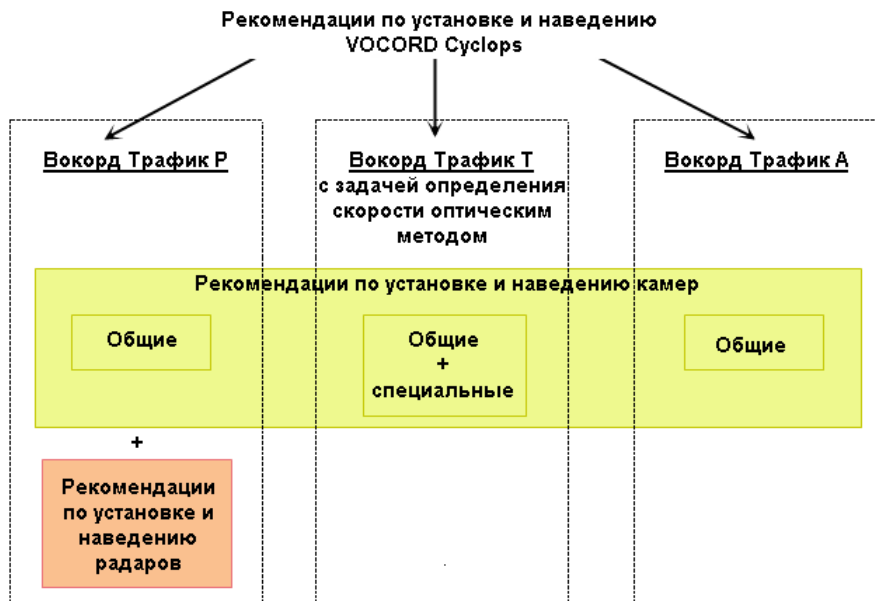 Рекомендации по установке и наведению
VOCORD Cyclops
Вокорд Трафик Р
Вокорд Трафик Т
с задачей определения
скорости оптическим
методом
Вокорд Трафик А
Рекомендации по установке и наведению камер
Общие
Общие
+
специальные
Общие
+
Рекомендации
по установке и
наведению
радаров